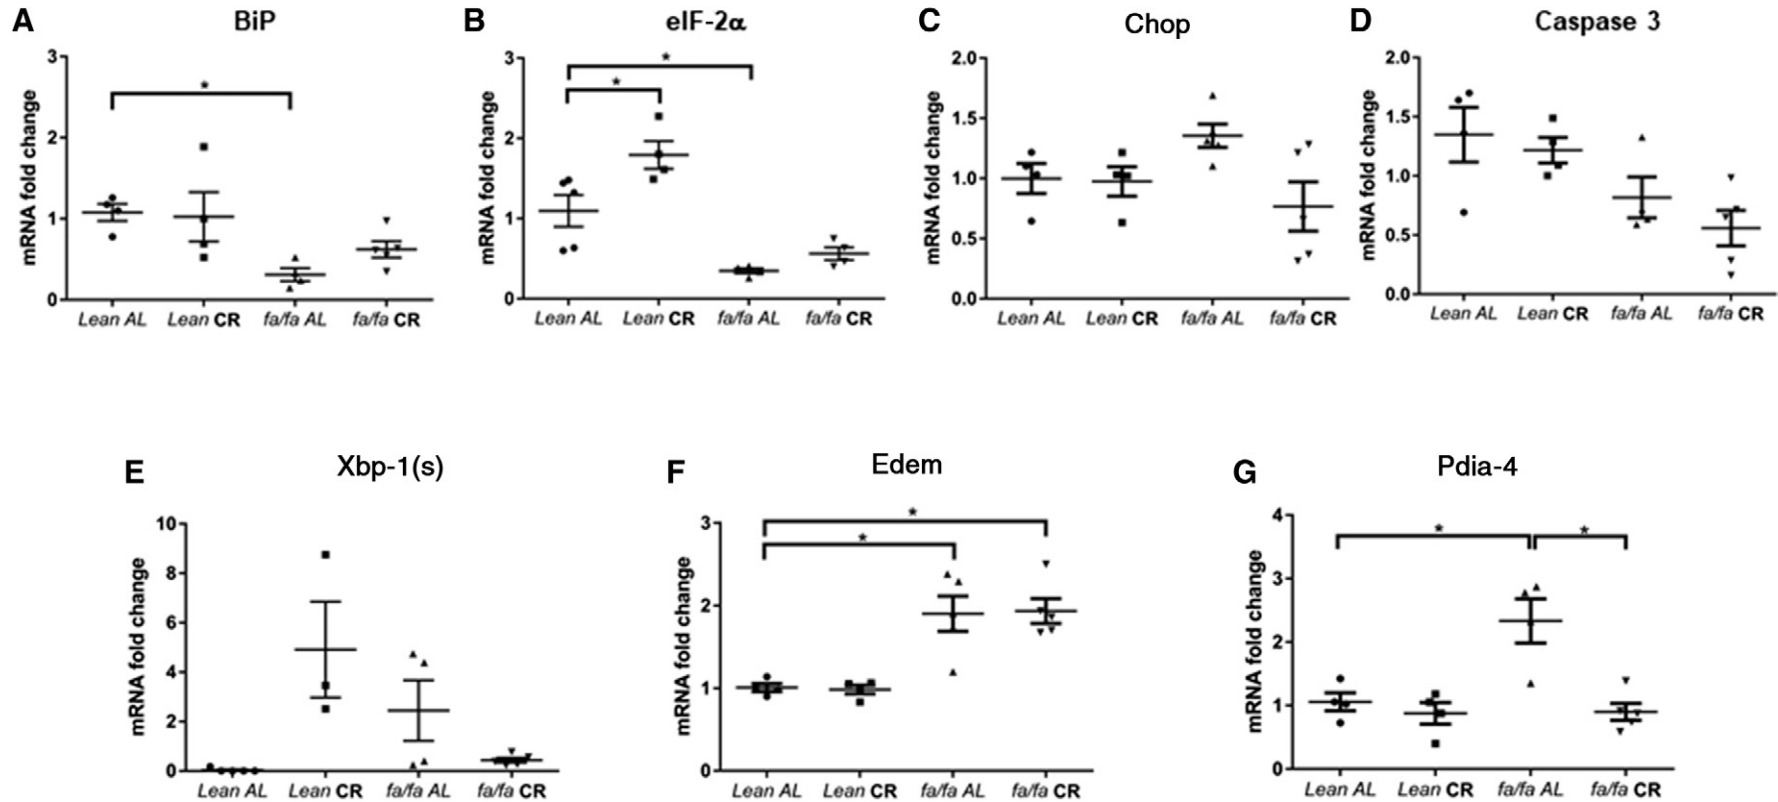 A BiP
3
2
1
0
mRNA fold change
*
Lean AL Lean CR fa/fa AL fa/fa CR
B eIF-2α
3
2
1
0
mRNA fold change
*
*
Lean AL Lean CR fa/fa AL fa/fa CR
C Chop
2.0
1.5
1.0
0.5
0.0
mRNA fold change
Lean AL Lean CR fa/fa AL fa/fa CR
D Caspase 3
2.0
1.5
1.0
0.5
0.0
mRNA fold change
Lean AL Lean CR fa/fa AL fa/fa CR
E Xbp-1(s)
10
8
6
4
2
0
mRNA fold change
Lean AL Lean CR fa/fa AL fa/fa CR
F Edem
3
2
1
0
mRNA fold change
*
*
Lean AL Lean CR fa/fa AL fa/fa CR
G Pdia-4
4
3
2
1
0
mRNA fold change
* *
Lean AL Lean CR fa/fa AL fa/fa CR